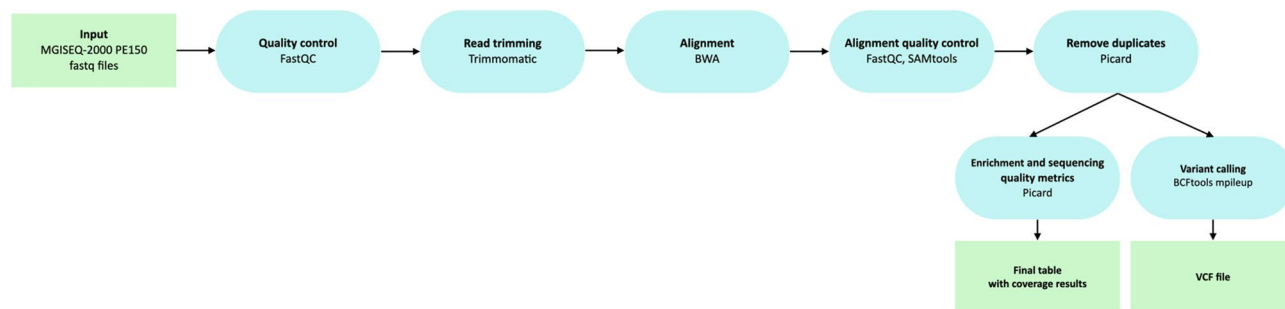 Input
MGISEQ-2000 PE150
fastq files
Quality control
FastQC
Read trimming
Trimmomatic
Alignment
BWA
Alignment quality control
FastQC, SAMtools
Remove duplicates
Picard
Enrichment and sequencing
quality metrics
Picard
Variant calling
BCFtools mpileup
Final table
with coverage results
VCF file